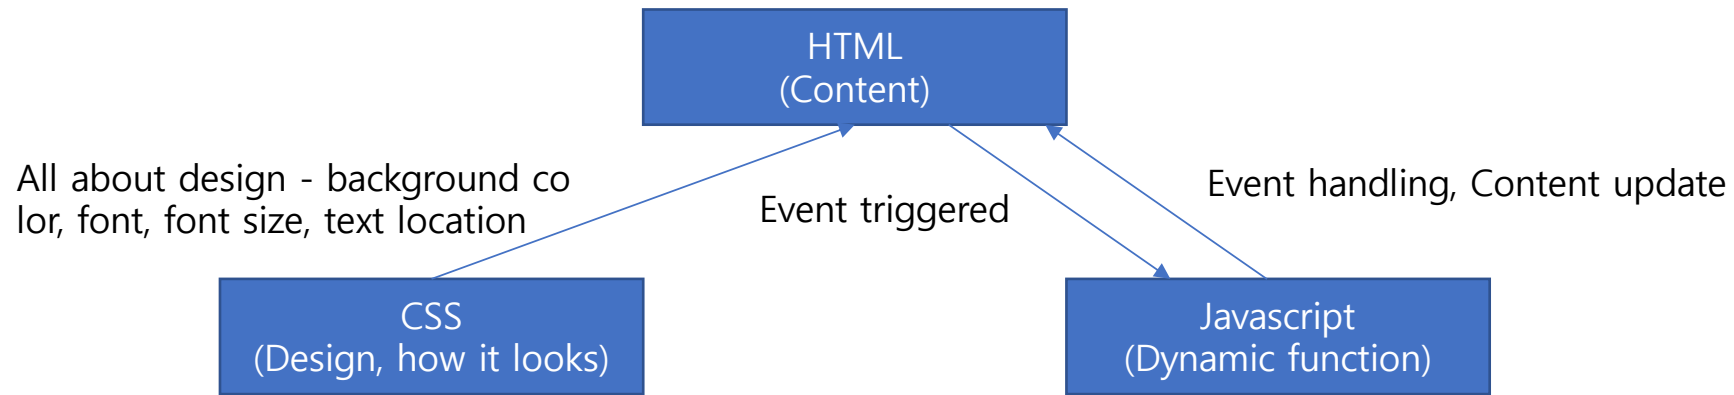 HTML
(Content)
All about design - background co
lor, font, font size, text location
Event triggered
Event handling, Content update
CSS
(Design, how it looks)
Javascript
(Dynamic function)